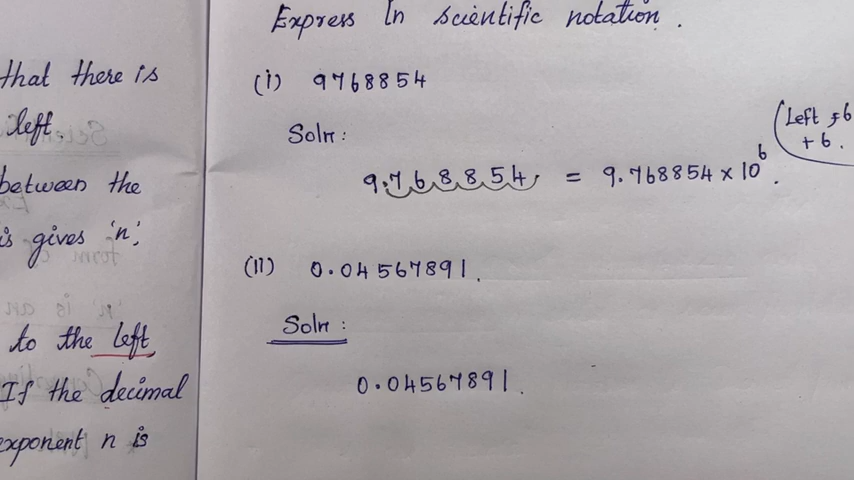 that there is
left.
between the
is gives 'n'.
to the left
If the decimal
exponent n is
Express In scientific notation.
(i) 9768854
Soln:
9.768854. = 9.768854 × 10^6.
Left
+6.
(II) 0.04567891.
Soln:
0.04567891.